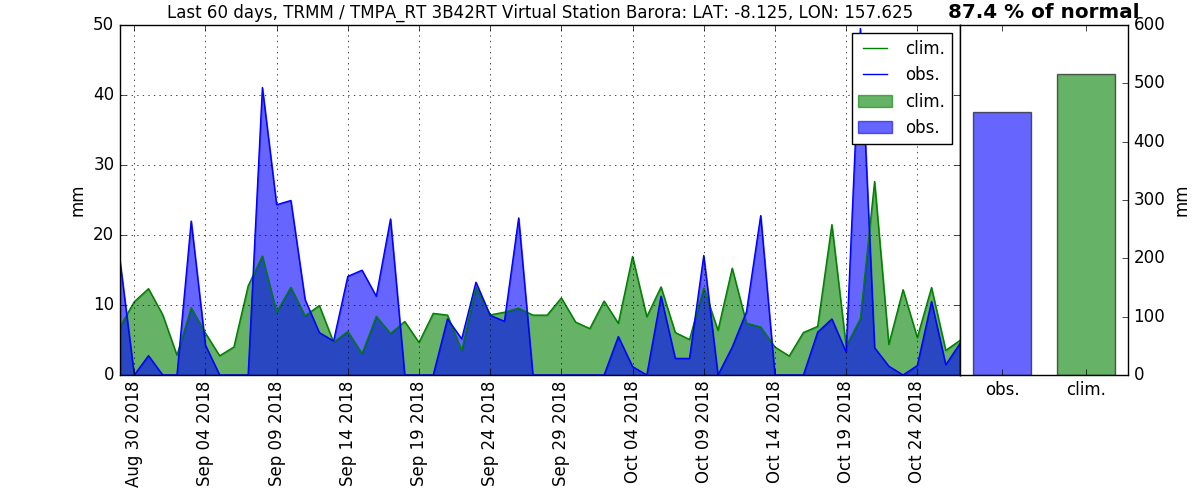 Last 60 days, TRMM / TMPA_RT 3B42RT Virtual Station Barora: LAT: -8.125, LON: 157.625
87.4 % of normal
50
40
30
20
10
0
mm
clim.
obs.
clim.
obs.
Aug 30 2018
Sep 04 2018
Sep 09 2018
Sep 14 2018
Sep 19 2018
Sep 24 2018
Sep 29 2018
Oct 04 2018
Oct 09 2018
Oct 14 2018
Oct 19 2018
Oct 24 2018
600
500
400
300
200
100
0
mm
obs.
clim.